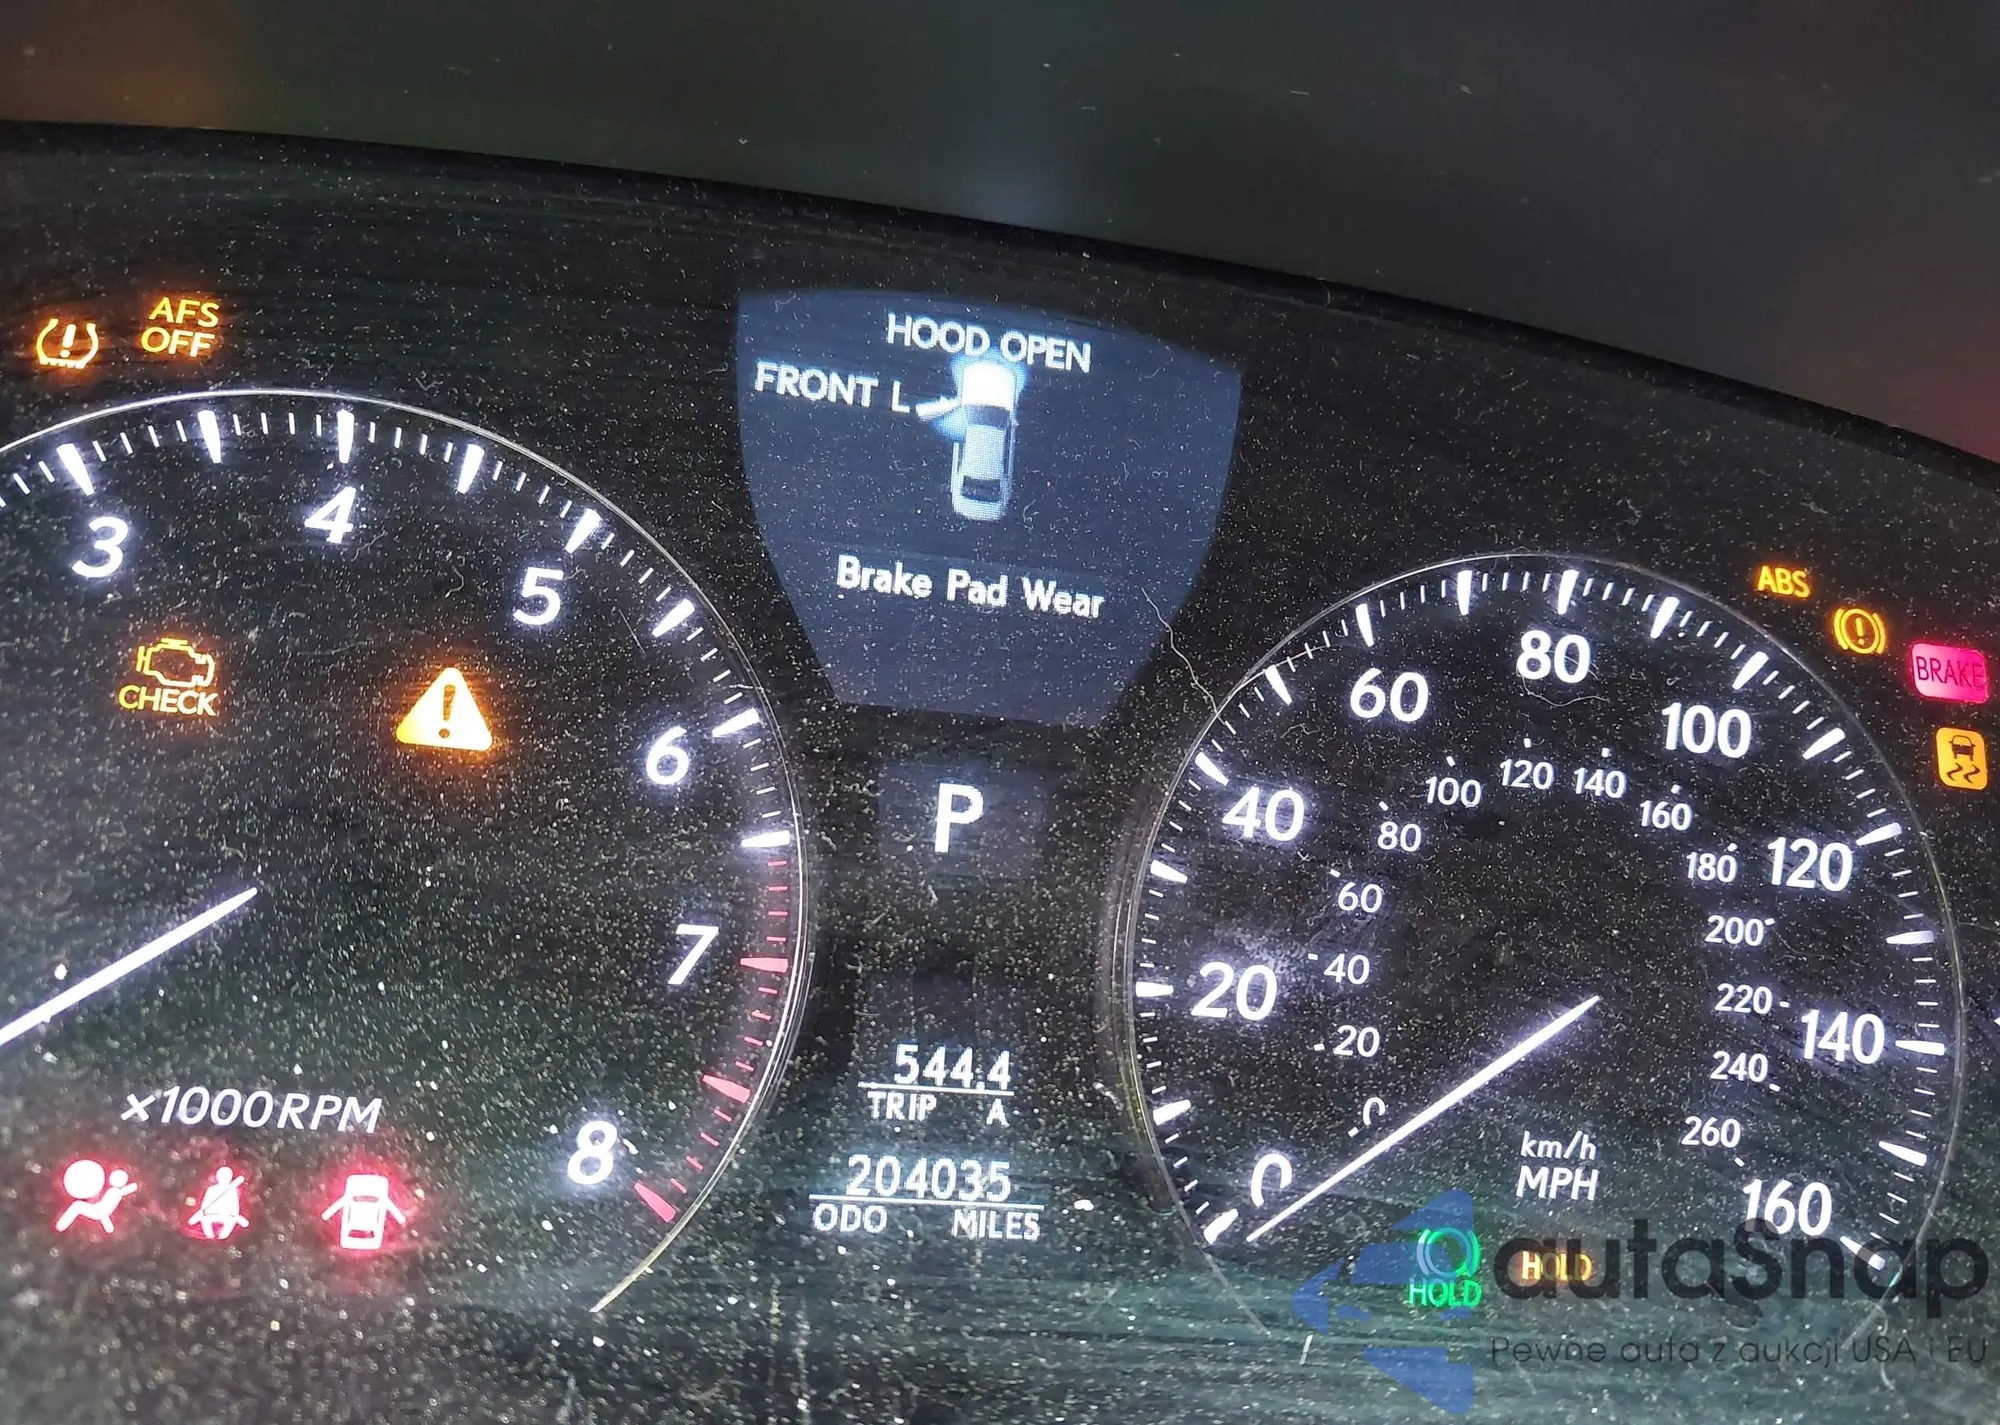 AFS
OFF
HOOD OPEN
FRONT L
Brake Pad Wear
3
4
5
6
7
8
CHECK
x1000RPM
P
544.4
TRIP A
204035
ODO MILES
ABS
BRAKE
0
20
40
60
80
100
120
140
160
0
20
40
60
80
100
120
140
160
180
200
220
240
260
km/h
MPH
HOLD
HOLD
autaSnap
Pewne auta z aukcji USA i EU